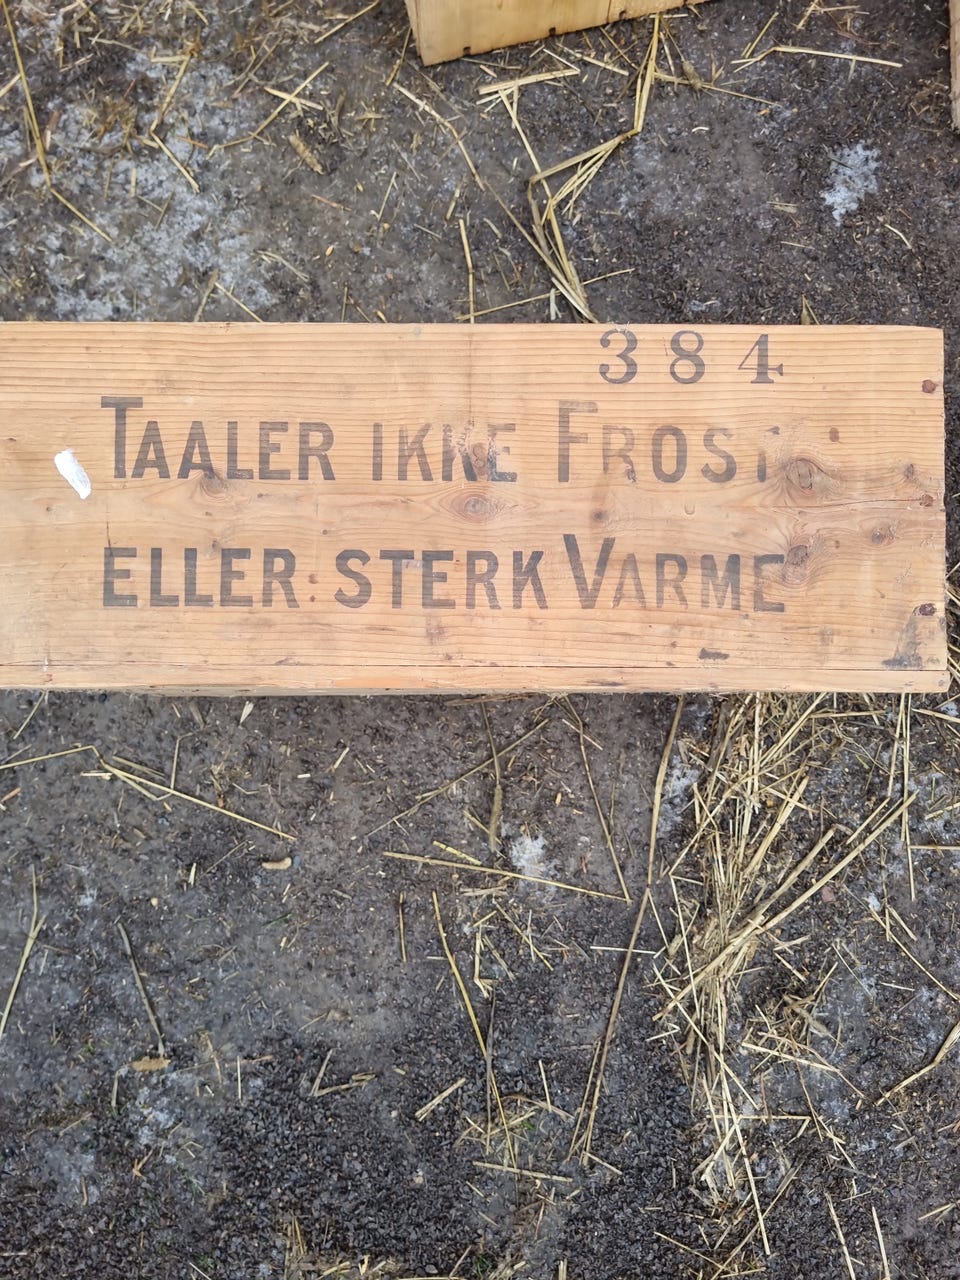 384
TAALER IKKE FROST
ELLER STERK VARME